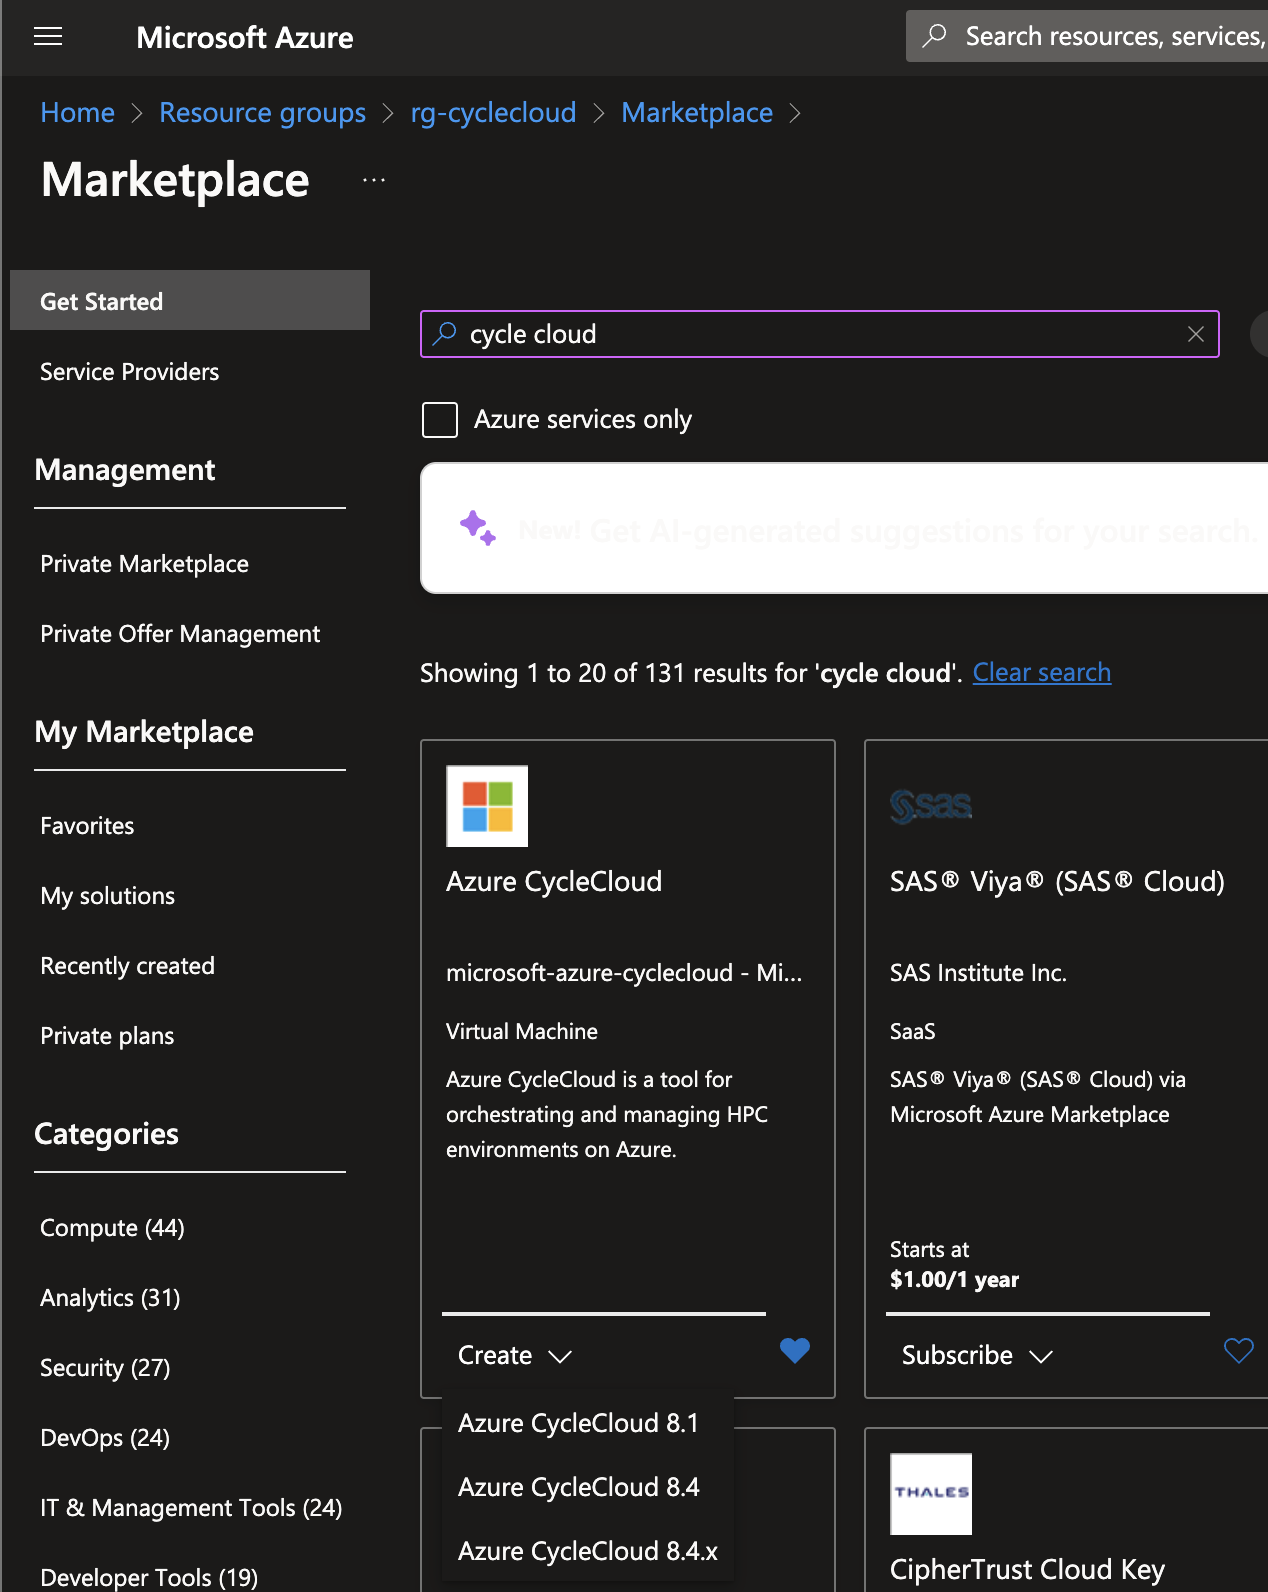 Microsoft Azure
Search resources, services,
Home > Resource groups > rg-cyclecloud > Marketplace >
Marketplace ...
Get Started
Service Providers
Management
Private Marketplace
Private Offer Management
My Marketplace
Favorites
My solutions
Recently created
Private plans
Categories
Compute (44)
Analytics (31)
Security (27)
DevOps (24)
IT & Management Tools (24)
Developer Tools (19)
cycle cloud
Azure services only
New! Get AI-generated suggestions for your search.
Showing 1 to 20 of 131 results for 'cycle cloud'. Clear search
Azure CycleCloud
microsoft-azure-cyclecloud - Mi...
Virtual Machine
Azure CycleCloud is a tool for
orchestrating and managing HPC
environments on Azure.
Create
Azure CycleCloud 8.1
Azure CycleCloud 8.4
Azure CycleCloud 8.4.x
sas
SAS® Viya® (SAS® Cloud)
SAS Institute Inc.
SaaS
SAS® Viya® (SAS® Cloud) via
Microsoft Azure Marketplace
Starts at
$1.00/1 year
Subscribe
THALES
CipherTrust Cloud Key